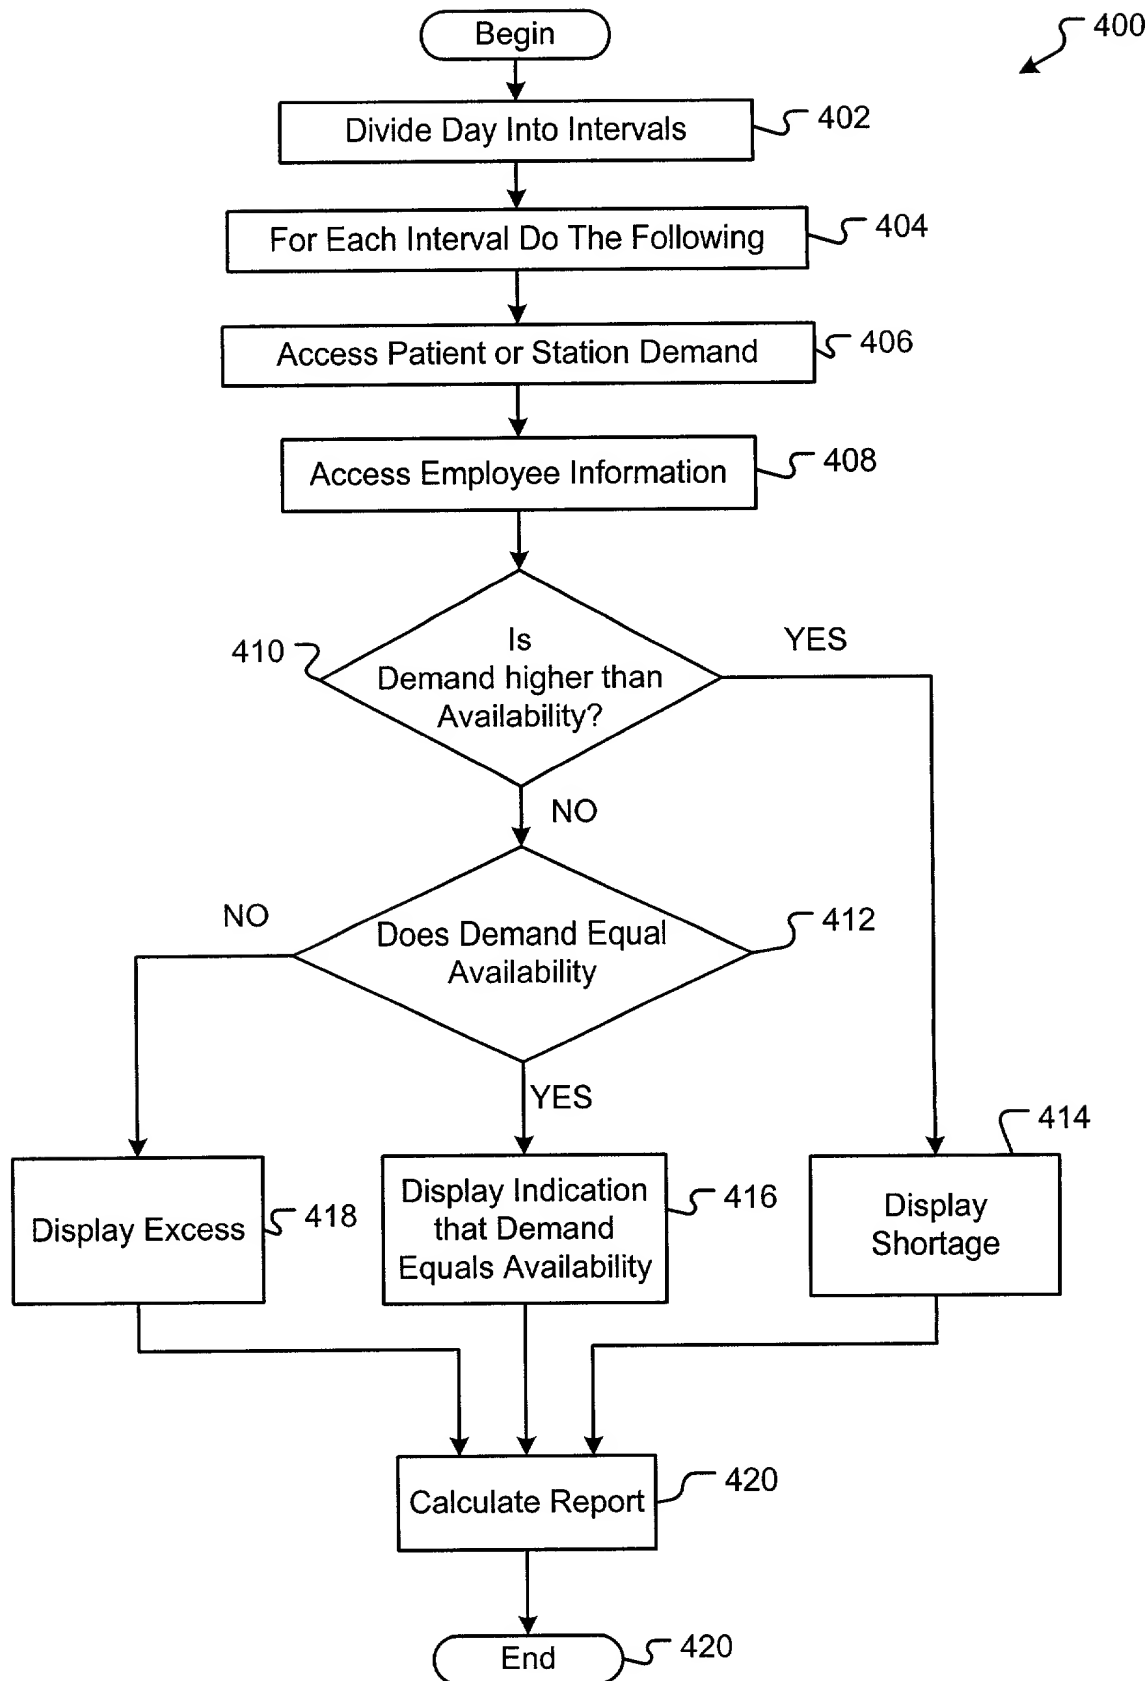 Begin
400
Divide Day Into Intervals
402
For Each Interval Do The Following
404
Access Patient or Station Demand
406
Access Employee Information
408
410
Is
Demand higher than
Availability?
YES
NO
NO
Does Demand Equal
Availability
412
YES
414
Display Excess
418
Display Indication
that Demand
Equals Availability
416
Display
Shortage
Calculate Report
420
End
420